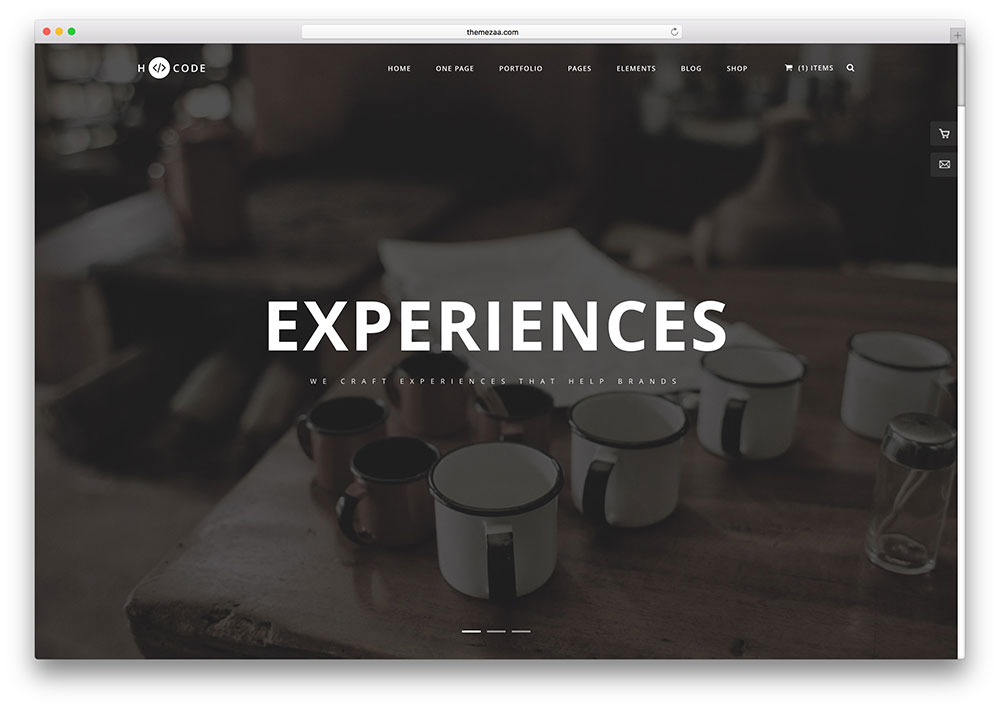 themezaa.com
H </> CODE
HOME ONE PAGE PORTFOLIO PAGES ELEMENTS BLOG SHOP (1) ITEMS
EXPERIENCES
WE CRAFT EXPERIENCES THAT HELP BRANDS